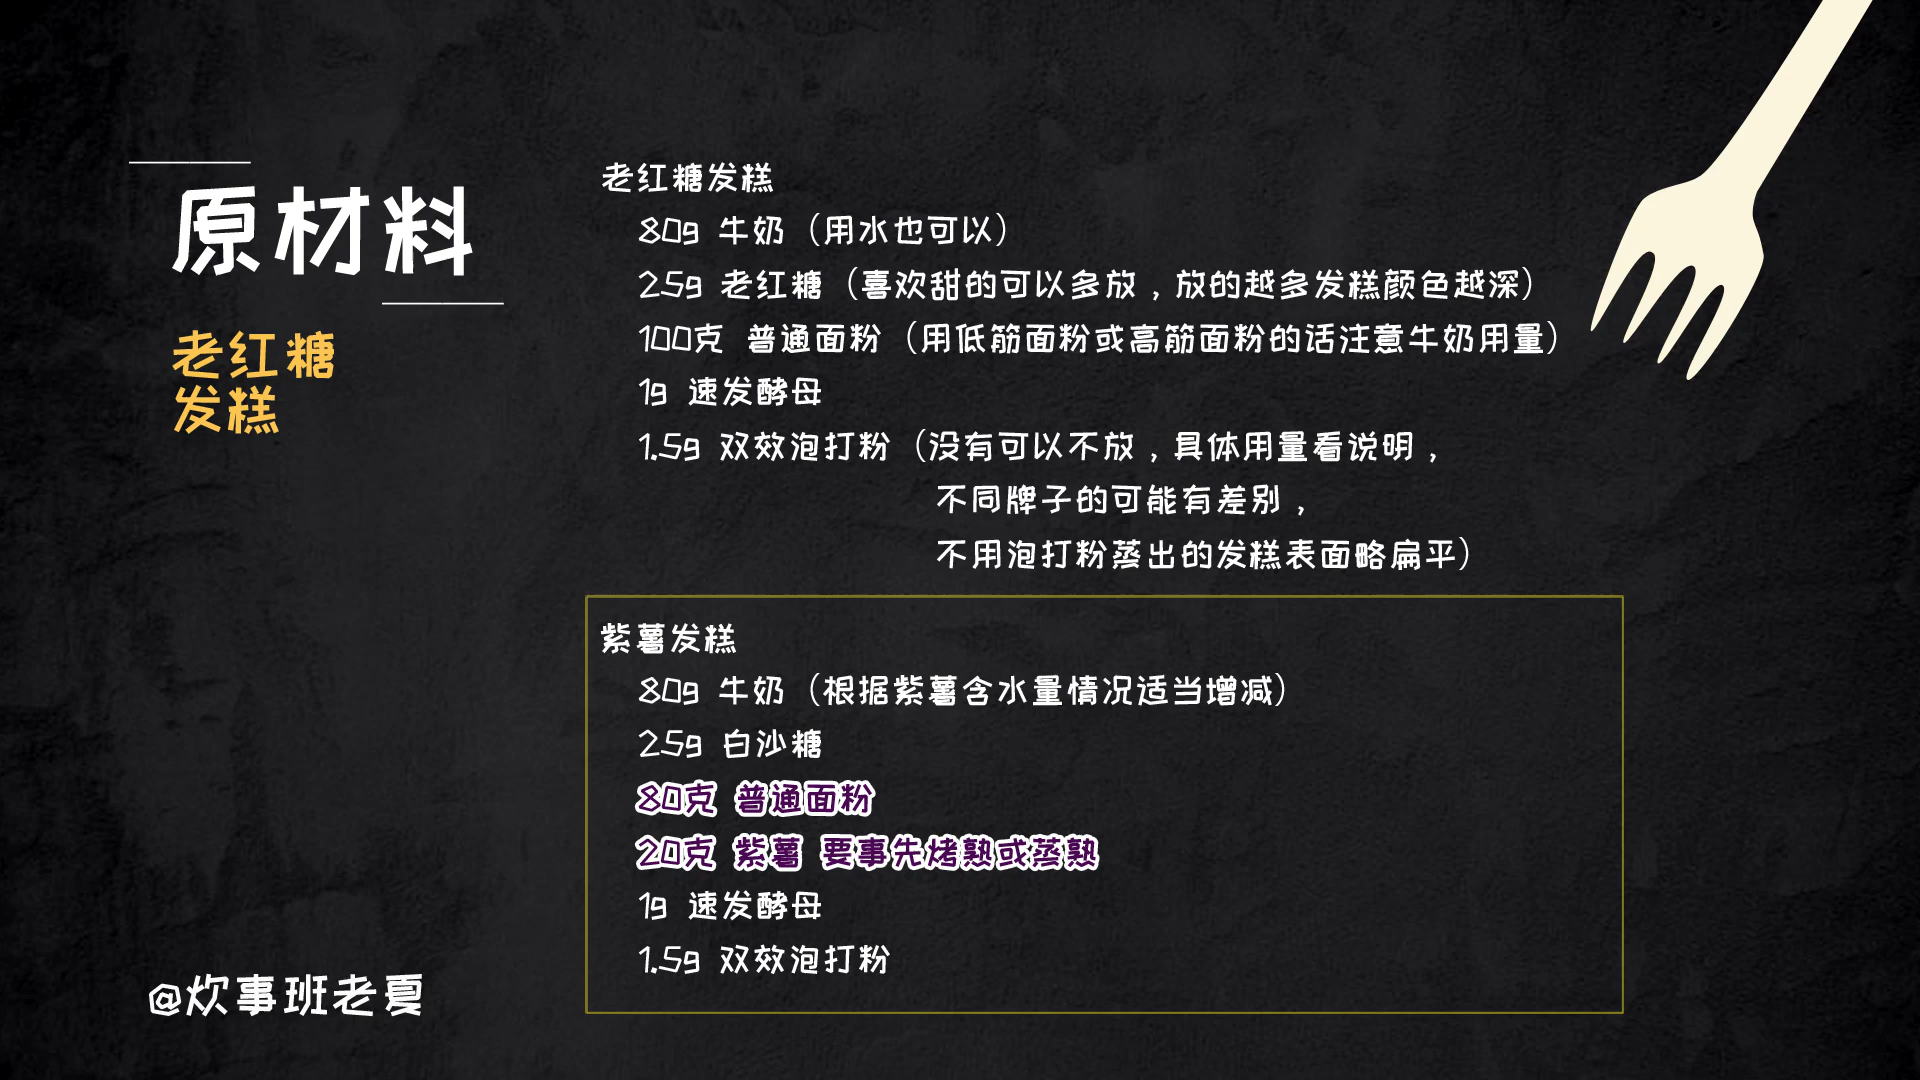 原材料
老红糖
发糕
老红糖发糕
80g 牛奶（用水也可以）
25g 老红糖（喜欢甜的可以多放，放的越多发糕颜色越深）
100克 普通面粉（用低筋面粉或高筋面粉的话注意牛奶用量）
1g 速发酵母
1.5g 双效泡打粉（没有可以不放，具体用量看说明，
不同牌子的可能有差别，
不用泡打粉蒸出的发糕表面略扁平）
紫薯发糕
80g 牛奶（根据紫薯含水量情况适当增减）
25g 白沙糖
80克 普通面粉
20克 紫薯 要事先烤熟或蒸熟
1g 速发酵母
1.5g 双效泡打粉
@炊事班老夏